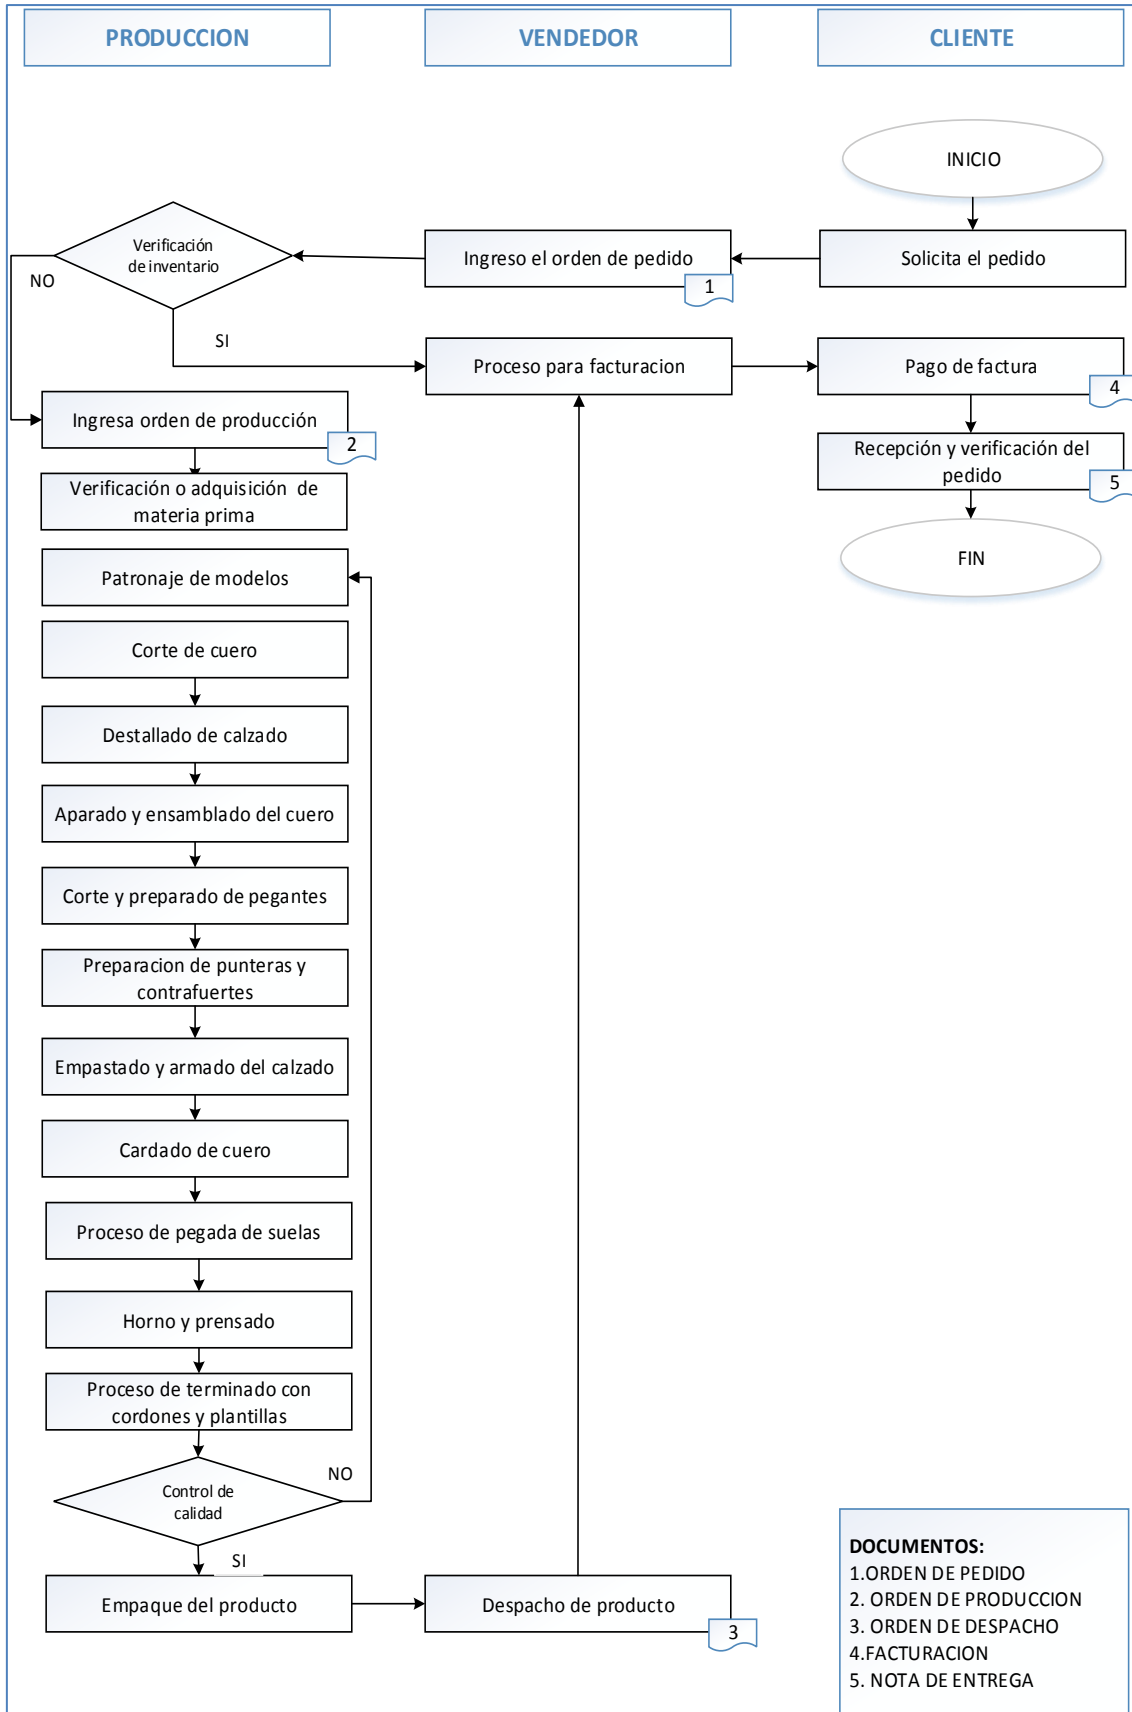 PRODUCCION
VENDEDOR
CLIENTE
INICIO
Verificación
de inventario
NO
SI
Ingreso el orden de pedido
1
Solicita el pedido
Proceso para facturacion
Pago de factura
4
Ingresa orden de producción
2
Recepción y verificación del
pedido
5
Verificación o adquisición de
materia prima
FIN
Patronaje de modelos
Corte de cuero
Destallado de calzado
Aparado y ensamblado del cuero
Corte y preparado de pegantes
Preparacion de punteras y
contrafuertes
Empastado y armado del calzado
Cardado de cuero
Proceso de pegada de suelas
Horno y prensado
Proceso de terminado con
cordones y plantillas
NO
Control de
calidad
SI
Empaque del producto
Despacho de producto
3
DOCUMENTOS:
1.ORDEN DE PEDIDO
2. ORDEN DE PRODUCCION
3. ORDEN DE DESPACHO
4.FACTURACION
5. NOTA DE ENTREGA